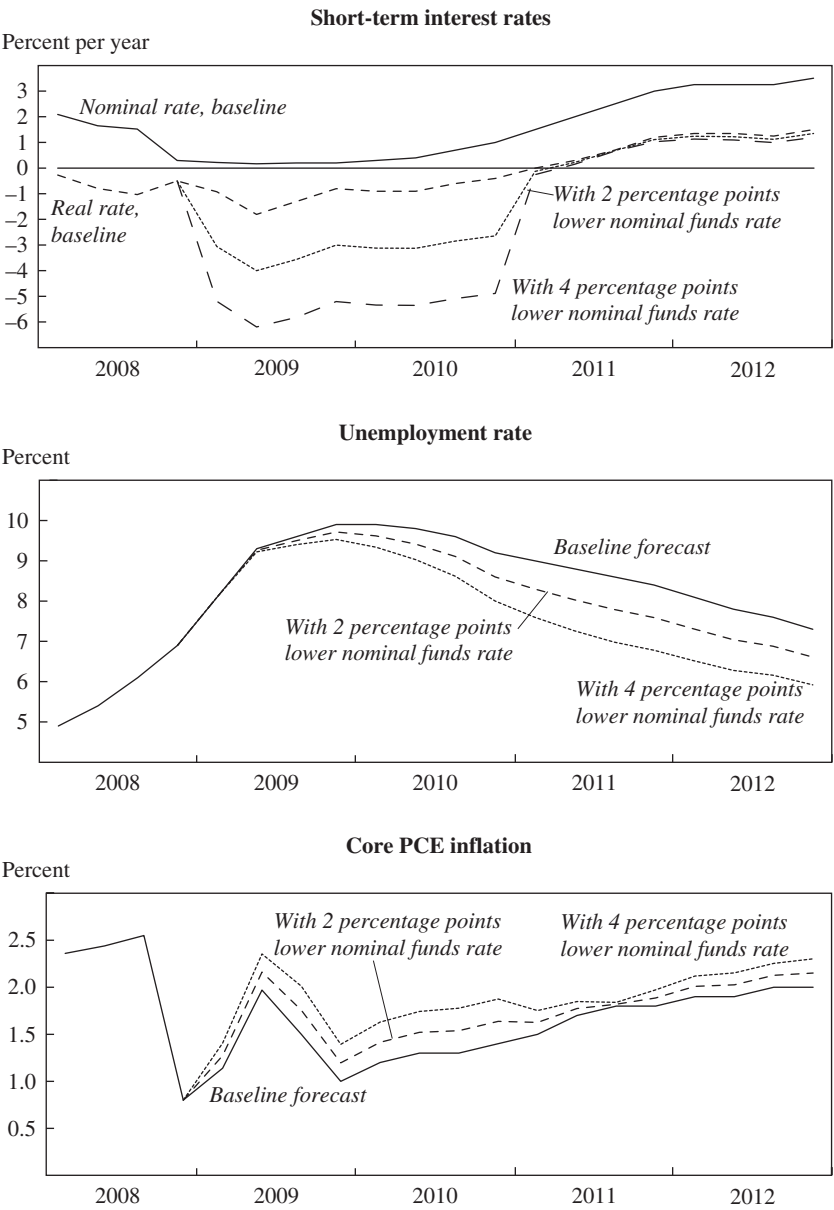 Short-term interest rates
Percent per year
3
2
1
0
–1
–2
–3
–4
–5
–6
Nominal rate, baseline
Real rate,
baseline
With 2 percentage points
lower nominal funds rate
With 4 percentage points
lower nominal funds rate
2008 2009 2010 2011 2012
Unemployment rate
Percent
10
9
8
7
6
5
Baseline forecast
With 2 percentage points
lower nominal funds rate
With 4 percentage points
lower nominal funds rate
2008 2009 2010 2011 2012
Core PCE inflation
Percent
2.5
2.0
1.5
1.0
0.5
With 2 percentage points
lower nominal funds rate
With 4 percentage points
lower nominal funds rate
Baseline forecast
2008 2009 2010 2011 2012